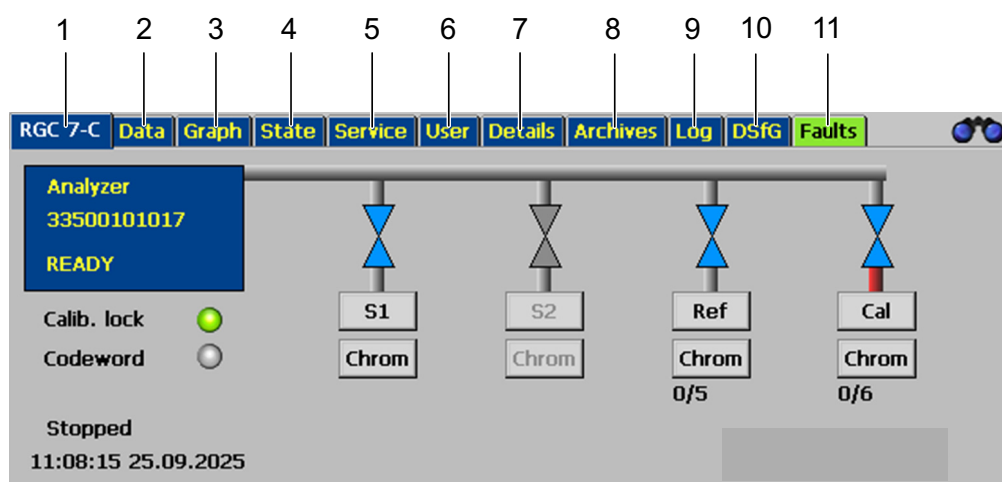 1 2 3 4 5 6 7 8 9 10 11
RGC 7-C Data Graph State Service User Details Archives Log DSfG Faults
Analyzer
33500101017
READY
Calib. lock
Codeword
S1 S2 Ref Cal
Chrom Chrom Chrom Chrom
0/5 0/6
Stopped
11:08:15 25.09.2025